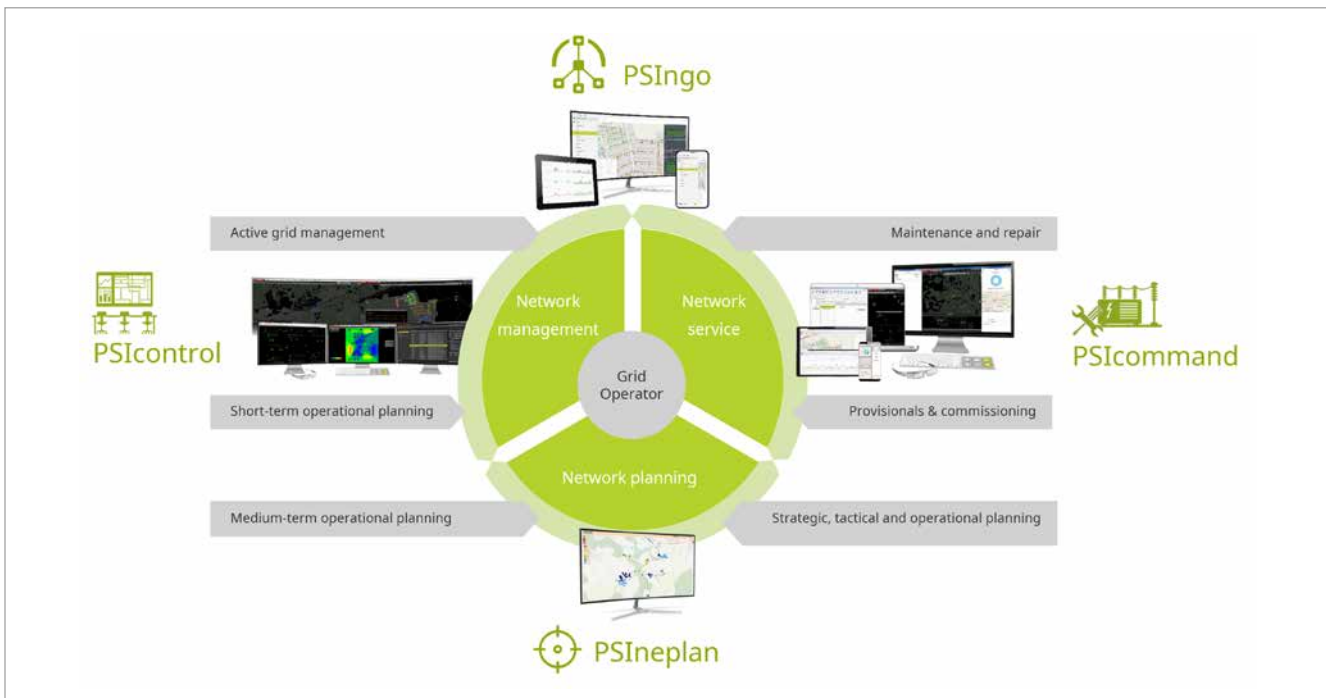 PSIngo
Active grid management
Maintenance and repair
Network
management
Network
service
PSIcontrol
PSIcommand
Grid
Operator
Short-term operational planning
Provisionals & commissioning
Network planning
Medium-term operational planning
Strategic, tactical and operational planning
PSIneplan